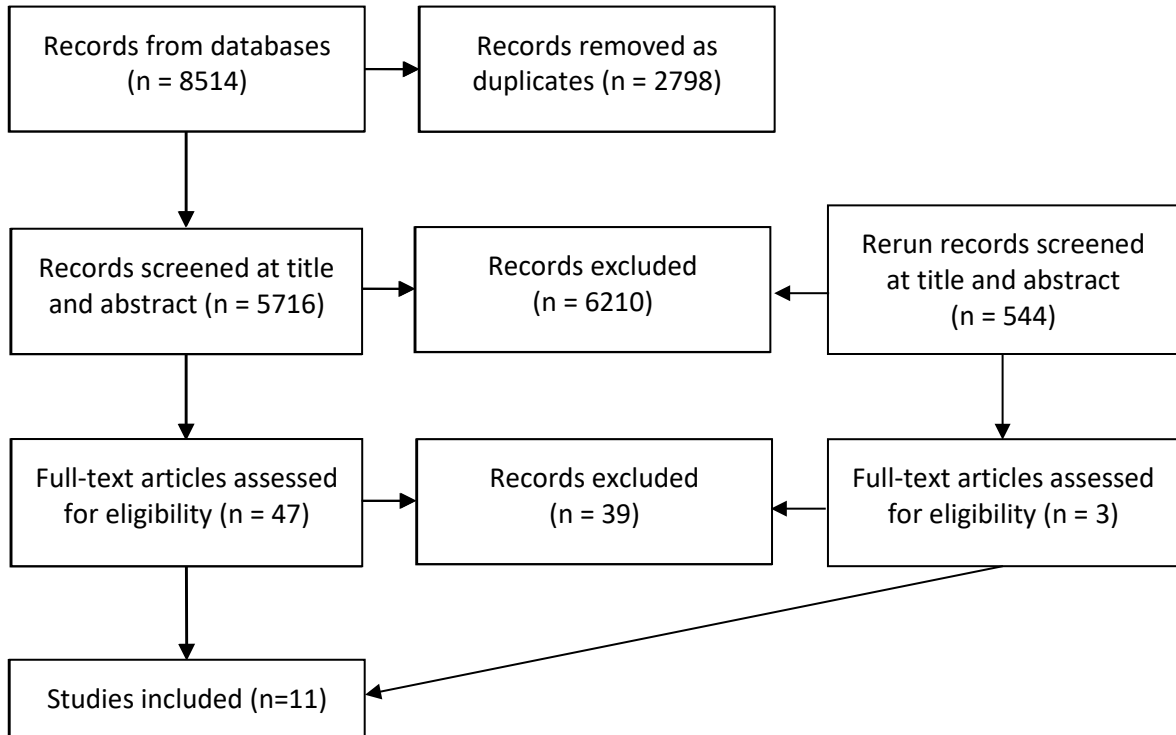 Records from databases
(n = 8514)
Records removed as
duplicates (n = 2798)
Records screened at title
and abstract (n = 5716)
Records excluded
(n = 6210)
Rerun records screened
at title and abstract
(n = 544)
Full-text articles assessed
for eligibility (n = 47)
Records excluded
(n = 39)
Full-text articles assessed
for eligibility (n = 3)
Studies included (n=11)